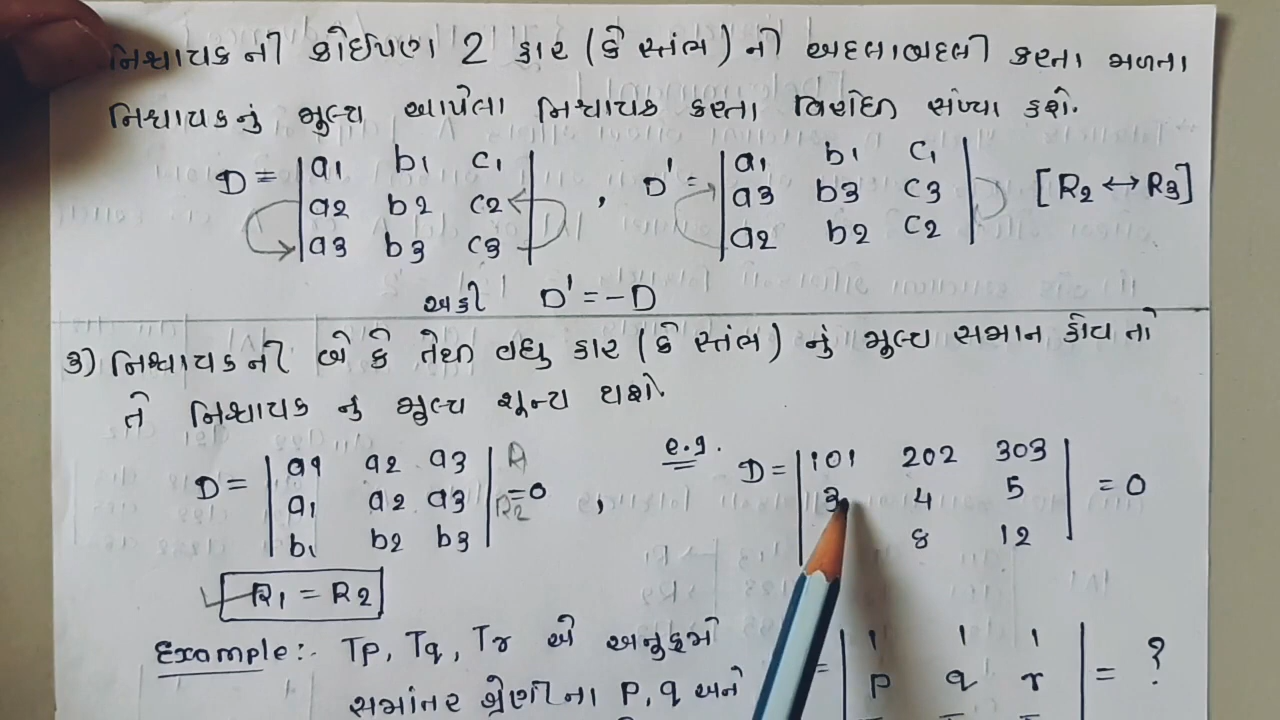 નિશ્ચાયક ની કોઈપણ 2 હાર (કે સ્તંભ) ની અદલાબદલી કરતા મળતા
નિશ્ચાયકનું મૂલ્ય આપેલા નિશ્ચાયક કરતા વિરોધિ સંખ્યા હશે.
D = | a1 b1 c1 | , D' = | a1 b1 c1 | [R2 ↔ R3]
| a2 b2 c2 | | a3 b3 c3 |
| a3 b3 c3 | | a2 b2 c2 |
અહી D' = -D
3) નિશ્ચાયક ની બે કે તેથી વધુ હાર (કે સ્તંભ) નું મૂલ્ય સમાન હોય તો
તે નિશ્ચાયક નું મૂલ્ય શૂન્ય થશે.
D = | a1 a2 a3 | = 0 , e.g. D = | 101 202 303 | = 0
| a1 a2 a3 | R2 | 3 4 5 |
| b1 b2 b3 | | 8 12 |
R1 = R2
Example:- Tp, Tq, Tr એ અનુક્રમે = | 1 1 1 | = ?
સમાંતર શ્રેણીના p, q અને | p q r |